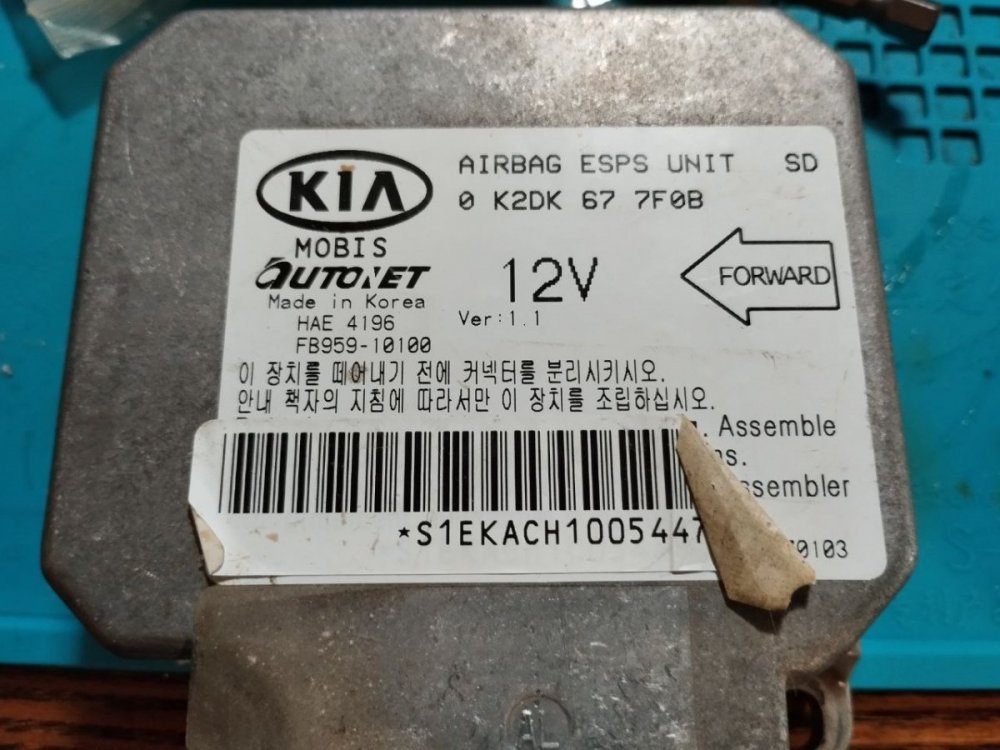 KIA
AIRBAG ESPS UNIT SD
0 K2DK 67 7F0B
MOBIS
AUTONET
Made in Korea
HAE 4196
FB959-10100
12V
Ver:1.1
FORWARD
이 장치를 떼어내기 전에 커넥터를 분리시키시오.
안내 책자의 지침에 따라서만 이 장치를 조립하십시오.
Assemble
*S1EKACH1005447
0103
AL